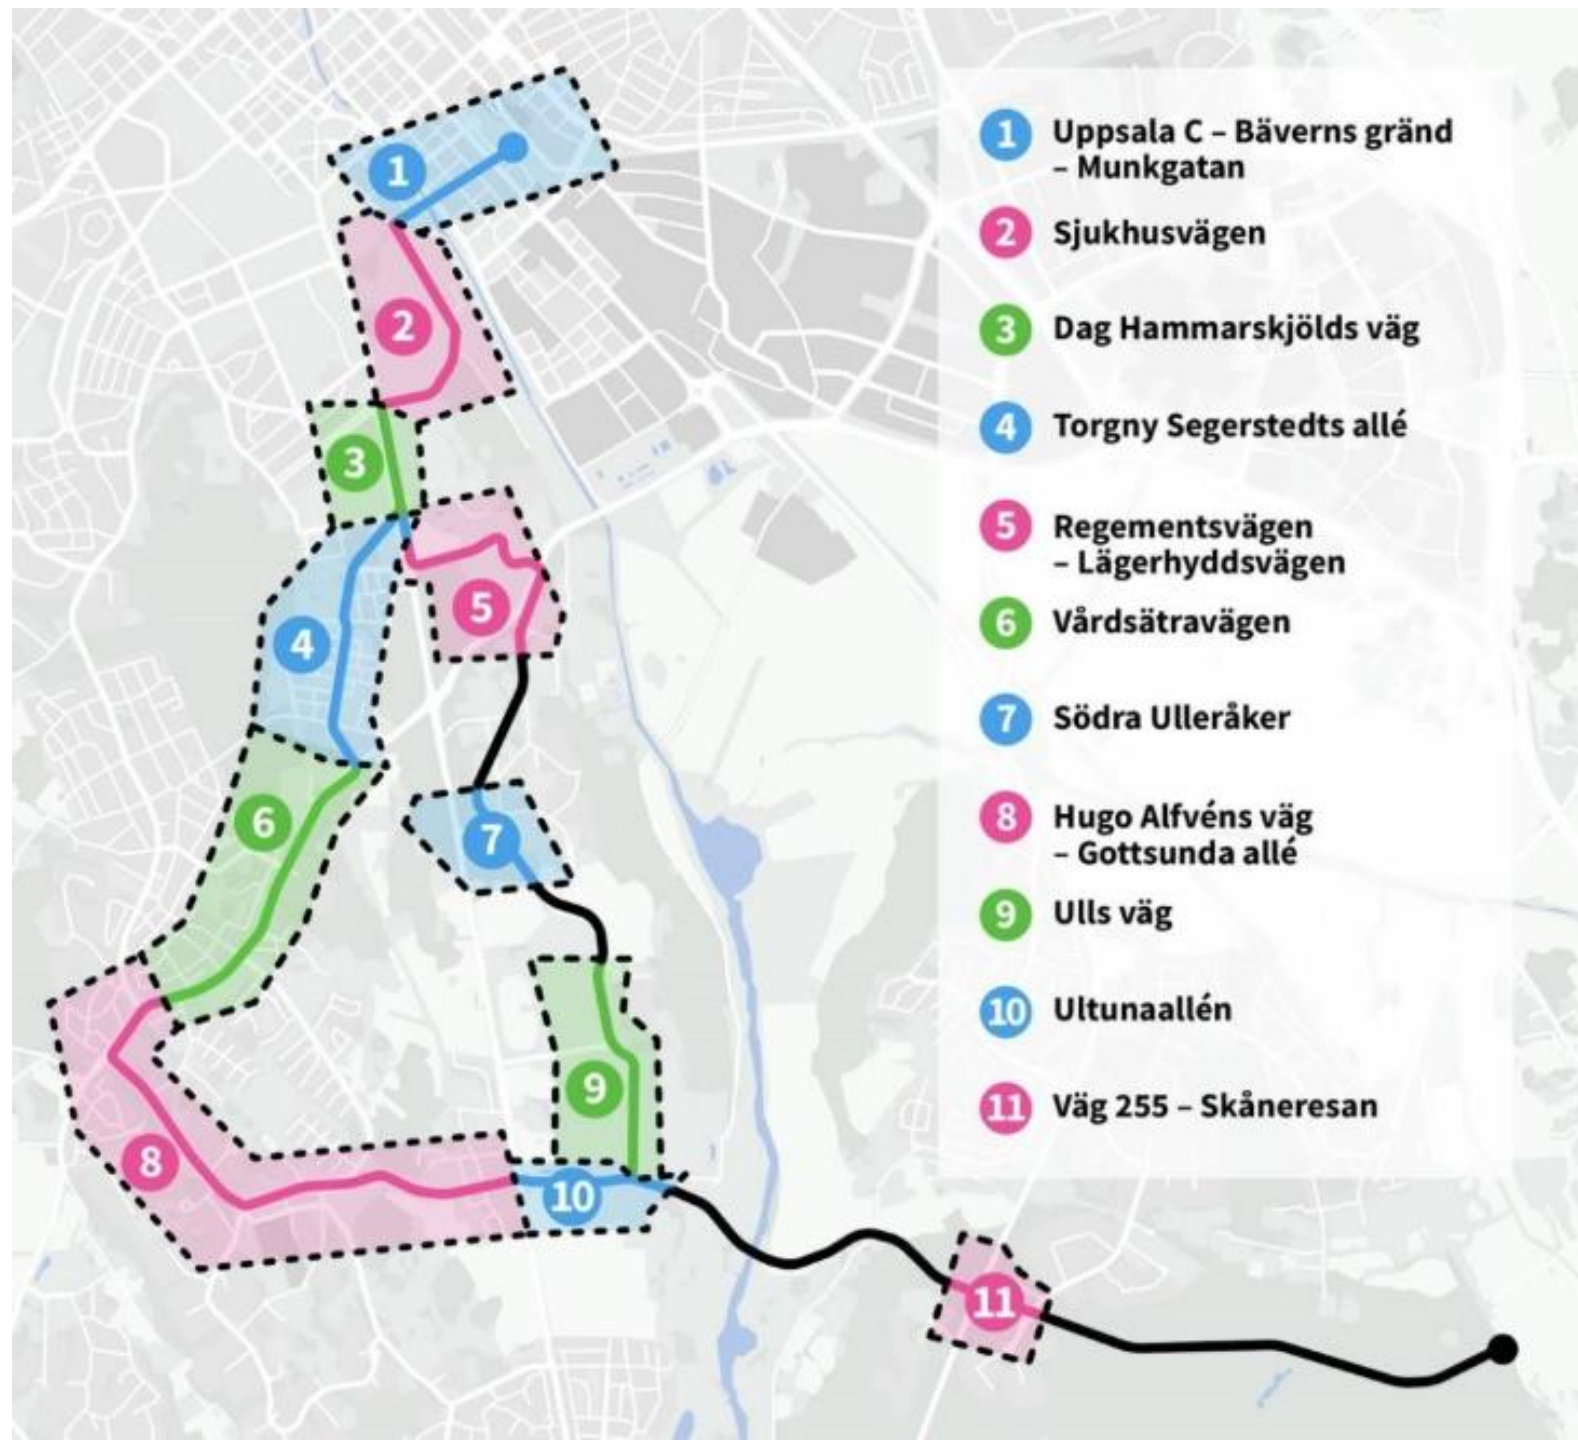 1 Uppsala C – Bäverns gränd
– Munkgatan
2 Sjukhusvägen
3 Dag Hammarskjölds väg
4 Torgny Segerstedts allé
5 Regementsvägen
– Lägerhyddsvägen
6 Vårdsätravägen
7 Södra Ulleråker
8 Hugo Alfvéns väg
– Gottsunda allé
9 Ulls väg
10 Ultunaallén
11 Väg 255 – Skåneresan
1
2
3
4
5
6
7
8
9
10
11